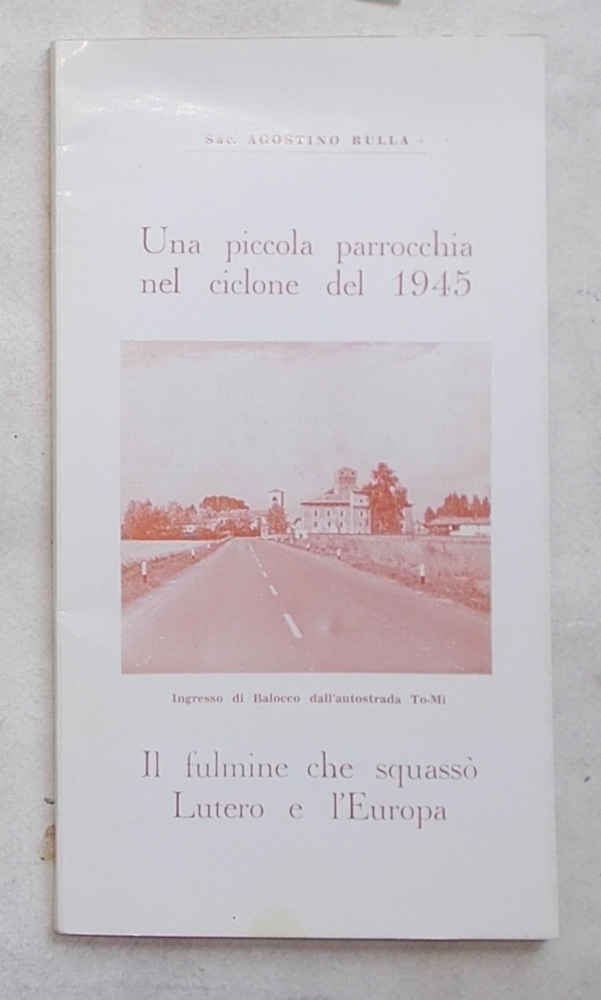 Sac. AGOSTINO BULLA
Una piccola parrocchia
nel ciclone del 1945
Ingresso di Balocco dall'autostrada To-Mi
Il fulmine che squassò
Lutero e l'Europa